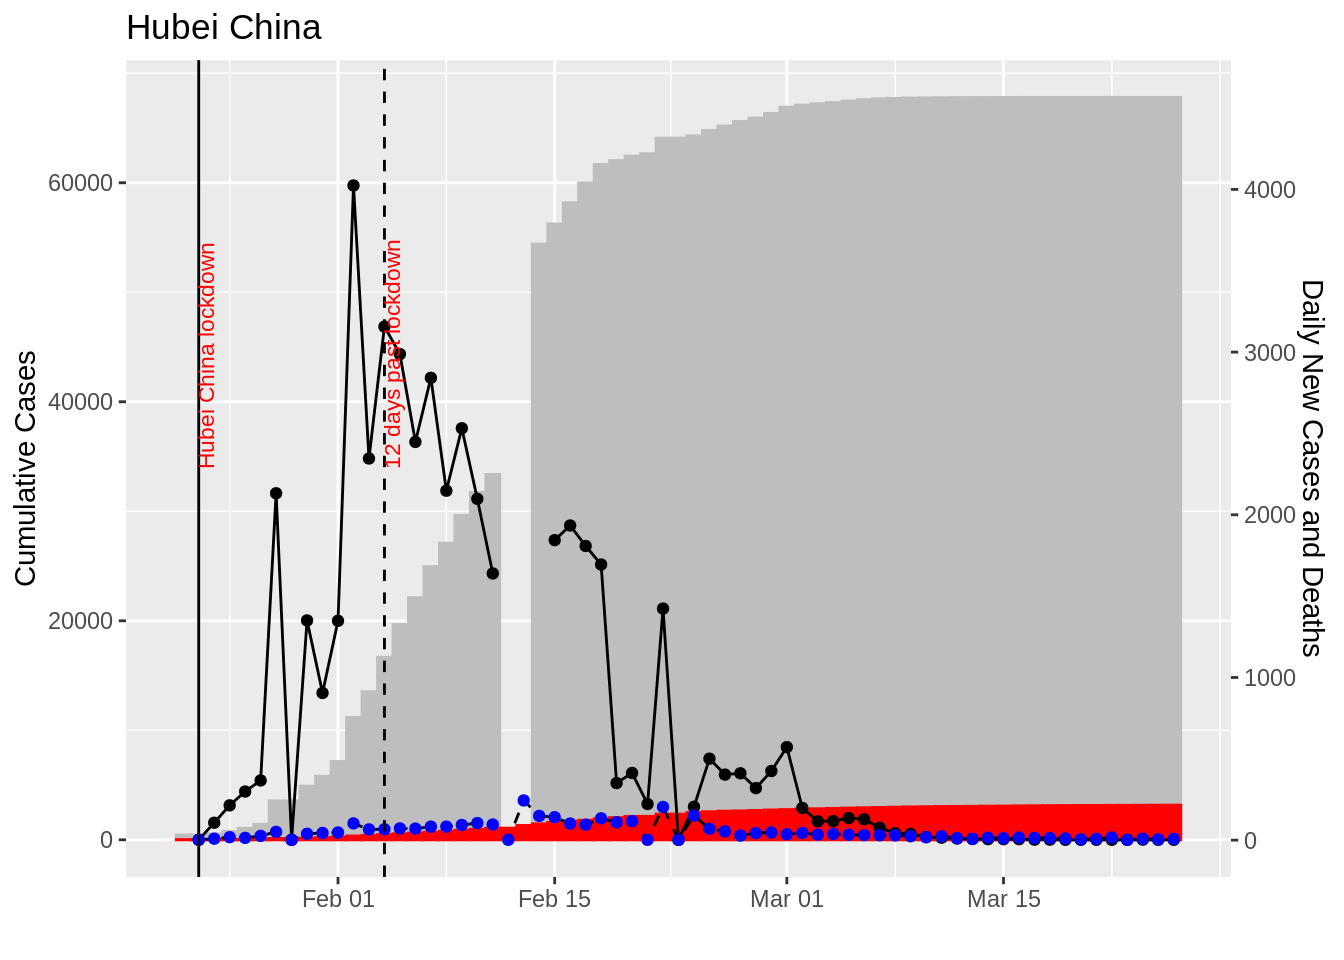 Hubei China
Cumulative Cases
60000
40000
20000
0
Hubei China lockdown
12 days past lockdown
4000
3000
2000
1000
0
Daily New Cases and Deaths
Feb 01
Feb 15
Mar 01
Mar 15